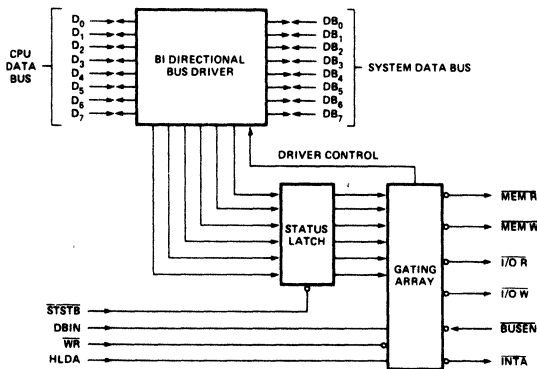 CPU
DATA
BUS
D0
D1
D2
D3
D4
D5
D6
D7
BI DIRECTIONAL
BUS DRIVER
DB0
DB1
DB2
DB3
DB4
DB5
DB6
DB7
SYSTEM DATA BUS
DRIVER CONTROL
STATUS
LATCH
GATING
ARRAY
MEM R
MEM W
I/O R
I/O W
BUSEN
INTA
STSTB
DBIN
WR
HLDA